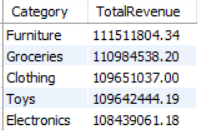 Category TotalRevenue
Furniture 111511804.34
Groceries 110984538.20
Clothing 109651037.00
Toys 109642444.19
Electronics 108439061.18